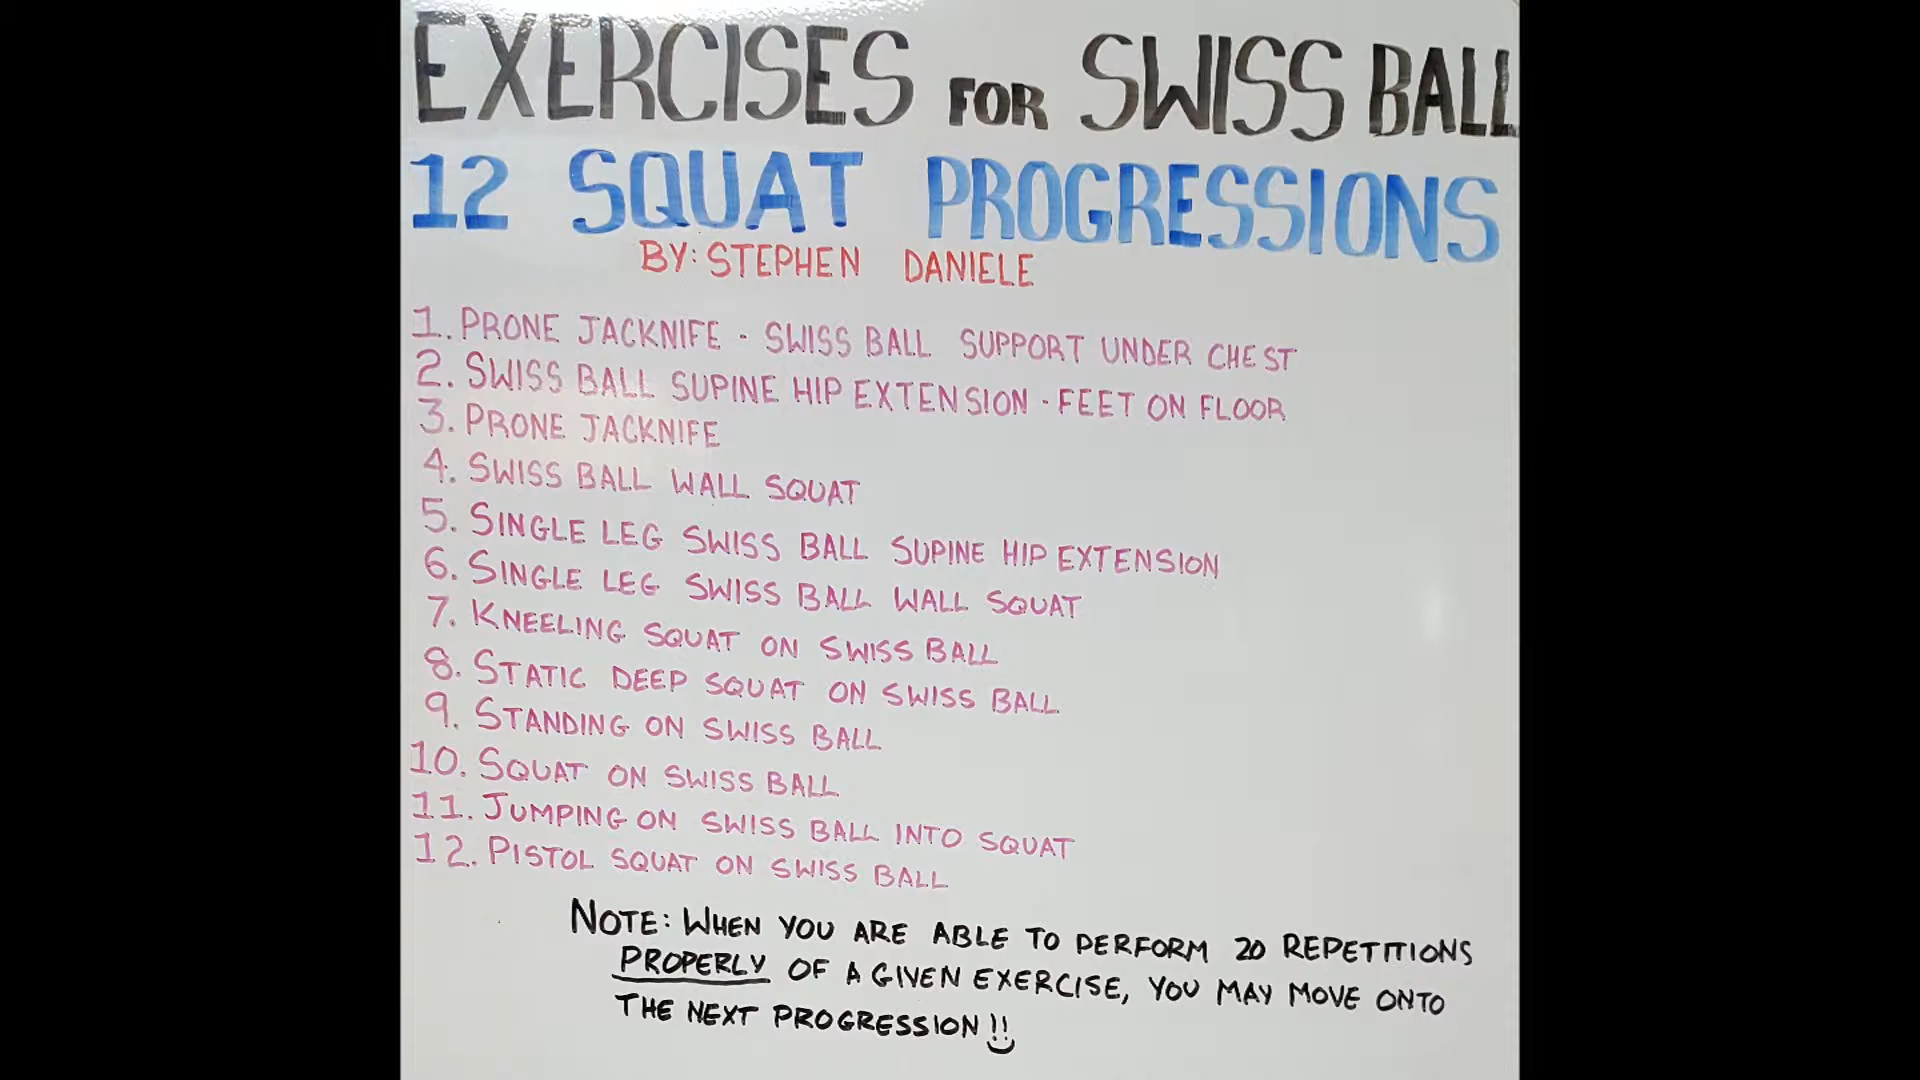 EXERCISES FOR SWISS BALL
12 SQUAT PROGRESSIONS
BY: STEPHEN DANIELE
1. PRONE JACKNIFE - SWISS BALL SUPPORT UNDER CHEST
2. SWISS BALL SUPINE HIP EXTENSION - FEET ON FLOOR
3. PRONE JACKNIFE
4. SWISS BALL WALL SQUAT
5. SINGLE LEG SWISS BALL SUPINE HIP EXTENSION
6. SINGLE LEG SWISS BALL WALL SQUAT
7. KNEELING SQUAT ON SWISS BALL
8. STATIC DEEP SQUAT ON SWISS BALL
9. STANDING ON SWISS BALL
10. SQUAT ON SWISS BALL
11. JUMPING ON SWISS BALL INTO SQUAT
12. PISTOL SQUAT ON SWISS BALL
NOTE: WHEN YOU ARE ABLE TO PERFORM 20 REPETITIONS
PROPERLY OF A GIVEN EXERCISE, YOU MAY MOVE ONTO
THE NEXT PROGRESSION!!